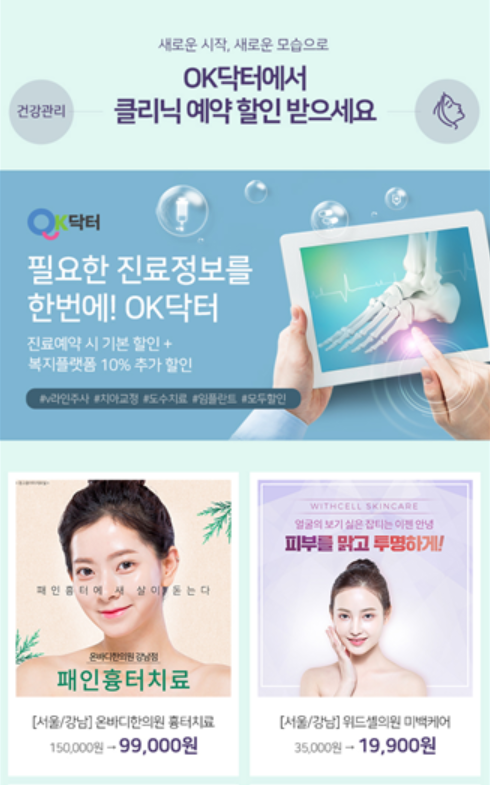 새로운 시작, 새로운 모습으로
OK닥터에서
클리닉 예약 할인 받으세요
건강관리
OK닥터
필요한 진료정보를
한번에! OK닥터
진료예약 시 기본 할인 +
복지플랫폼 10% 추가 할인
#v라인주사 #치아교정 #도수치료 #임플란트 #모두할인
패인흉터에 새 살이 돋는다
온바디한의원 강남점
패인흉터치료
[서울/강남] 온바디한의원 흉터치료
150,000원 → 99,000원
WITHCELL SKINCARE
얼굴의 보기 싫은 잡티는 이젠 안녕
피부를 맑고 투명하게!
[서울/강남] 위드셀의원 미백케어
35,000원 → 19,900원